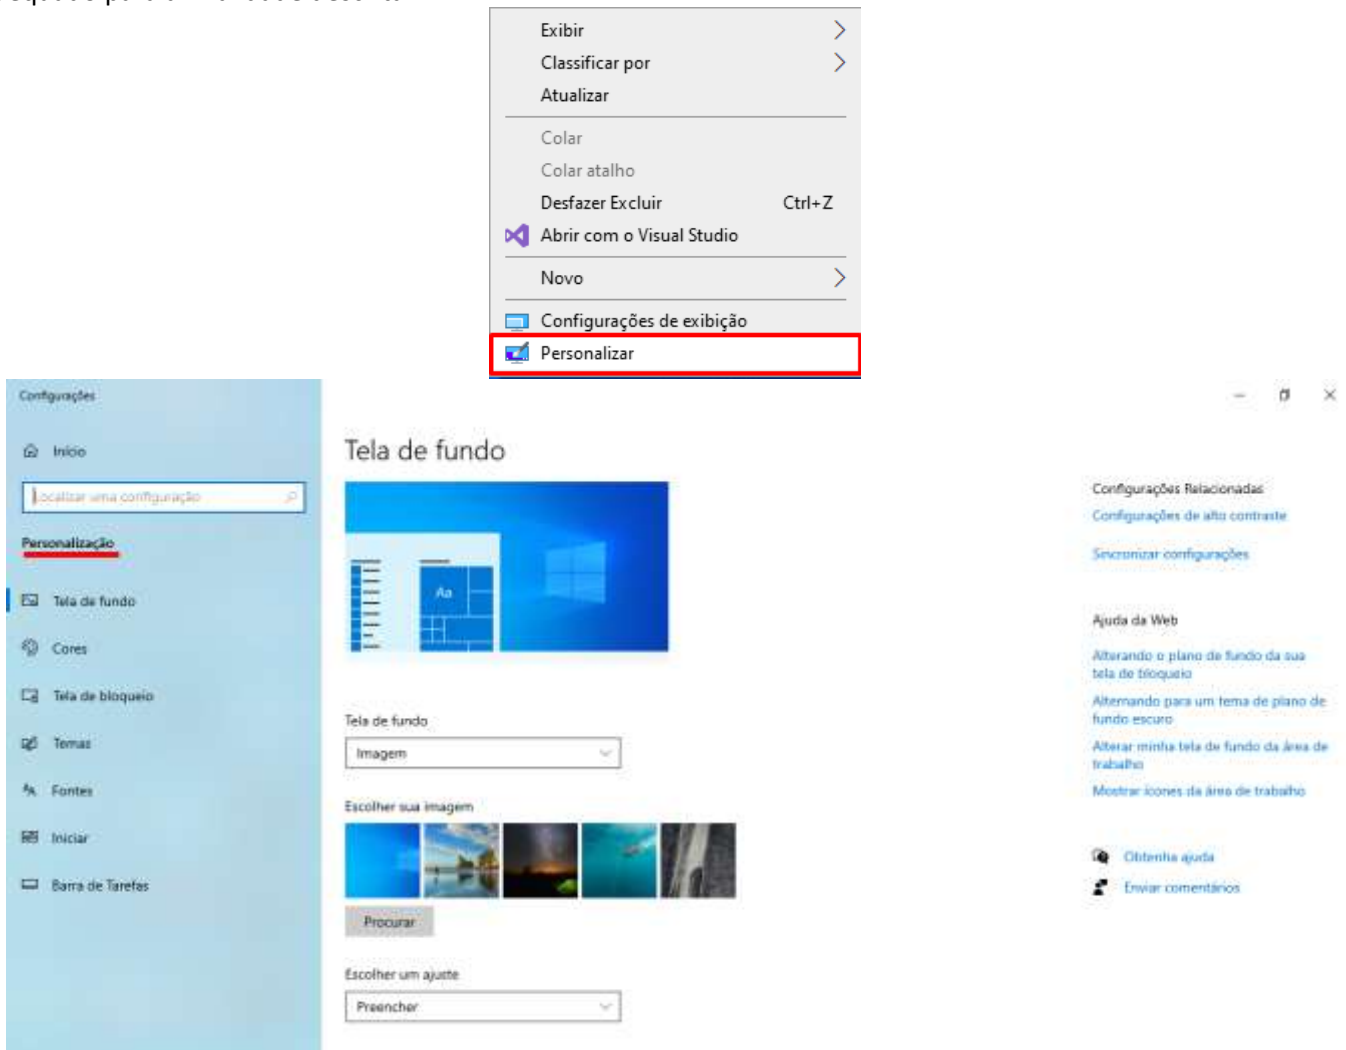 Exibir
Classificar por
Atualizar
Colar
Colar atalho
Desfazer Excluir Ctrl+Z
Abrir com o Visual Studio
Novo
Configurações de exibição
Personalizar
Configurações
Início
Localizar uma configuração
Personalização
Tela de fundo
Cores
Tela de bloqueio
Temas
Fontes
Iniciar
Barra de Tarefas
Tela de fundo
Aa
Tela de fundo
Imagem
Escolher sua imagem
Procurar
Escolher um ajuste
Preencher
Configurações Relacionadas
Configurações de alto contraste
Sincronizar configurações
Ajuda da Web
Alterando o plano de fundo da sua
tela de bloqueio
Alternando para um tema de plano de
fundo escuro
Alterar minha tela de fundo da área de
trabalho
Mostrar ícones da área de trabalho
Obtenha ajuda
Enviar comentários